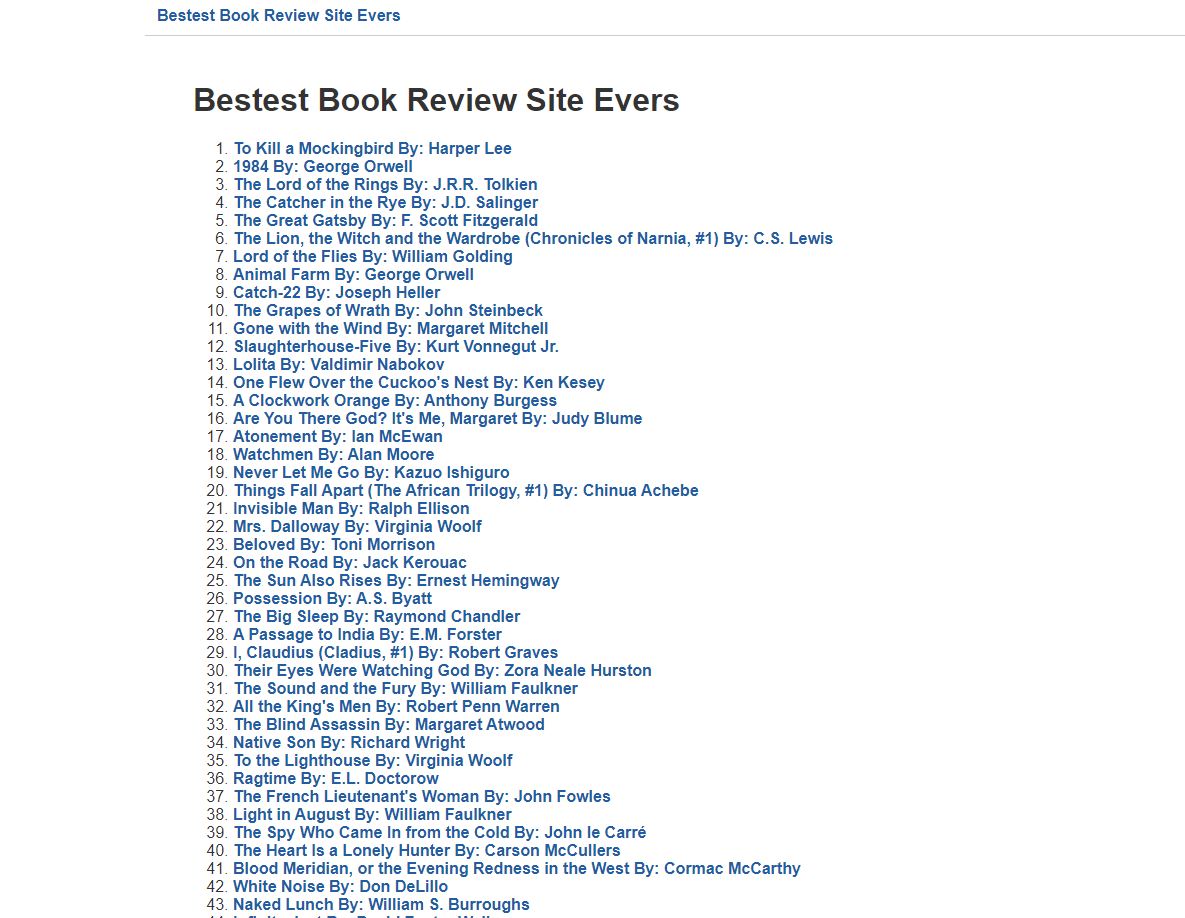 Bestest Book Review Site Evers
Bestest Book Review Site Evers
1. To Kill a Mockingbird By: Harper Lee
2. 1984 By: George Orwell
3. The Lord of the Rings By: J.R.R. Tolkien
4. The Catcher in the Rye By: J.D. Salinger
5. The Great Gatsby By: F. Scott Fitzgerald
6. The Lion, the Witch and the Wardrobe (Chronicles of Narnia, #1) By: C.S. Lewis
7. Lord of the Flies By: William Golding
8. Animal Farm By: George Orwell
9. Catch-22 By: Joseph Heller
10. The Grapes of Wrath By: John Steinbeck
11. Gone with the Wind By: Margaret Mitchell
12. Slaughterhouse-Five By: Kurt Vonnegut Jr.
13. Lolita By: Valdimir Nabokov
14. One Flew Over the Cuckoo's Nest By: Ken Kesey
15. A Clockwork Orange By: Anthony Burgess
16. Are You There God? It's Me, Margaret By: Judy Blume
17. Atonement By: Ian McEwan
18. Watchmen By: Alan Moore
19. Never Let Me Go By: Kazuo Ishiguro
20. Things Fall Apart (The African Trilogy, #1) By: Chinua Achebe
21. Invisible Man By: Ralph Ellison
22. Mrs. Dalloway By: Virginia Woolf
23. Beloved By: Toni Morrison
24. On the Road By: Jack Kerouac
25. The Sun Also Rises By: Ernest Hemingway
26. Possession By: A.S. Byatt
27. The Big Sleep By: Raymond Chandler
28. A Passage to India By: E.M. Forster
29. I, Claudius (Cladius, #1) By: Robert Graves
30. Their Eyes Were Watching God By: Zora Neale Hurston
31. The Sound and the Fury By: William Faulkner
32. All the King's Men By: Robert Penn Warren
33. The Blind Assassin By: Margaret Atwood
34. Native Son By: Richard Wright
35. To the Lighthouse By: Virginia Woolf
36. Ragtime By: E.L. Doctorow
37. The French Lieutenant's Woman By: John Fowles
38. Light in August By: William Faulkner
39. The Spy Who Came In from the Cold By: John le Carré
40. The Heart Is a Lonely Hunter By: Carson McCullers
41. Blood Meridian, or the Evening Redness in the West By: Cormac McCarthy
42. White Noise By: Don DeLillo
43. Naked Lunch By: William S. Burroughs